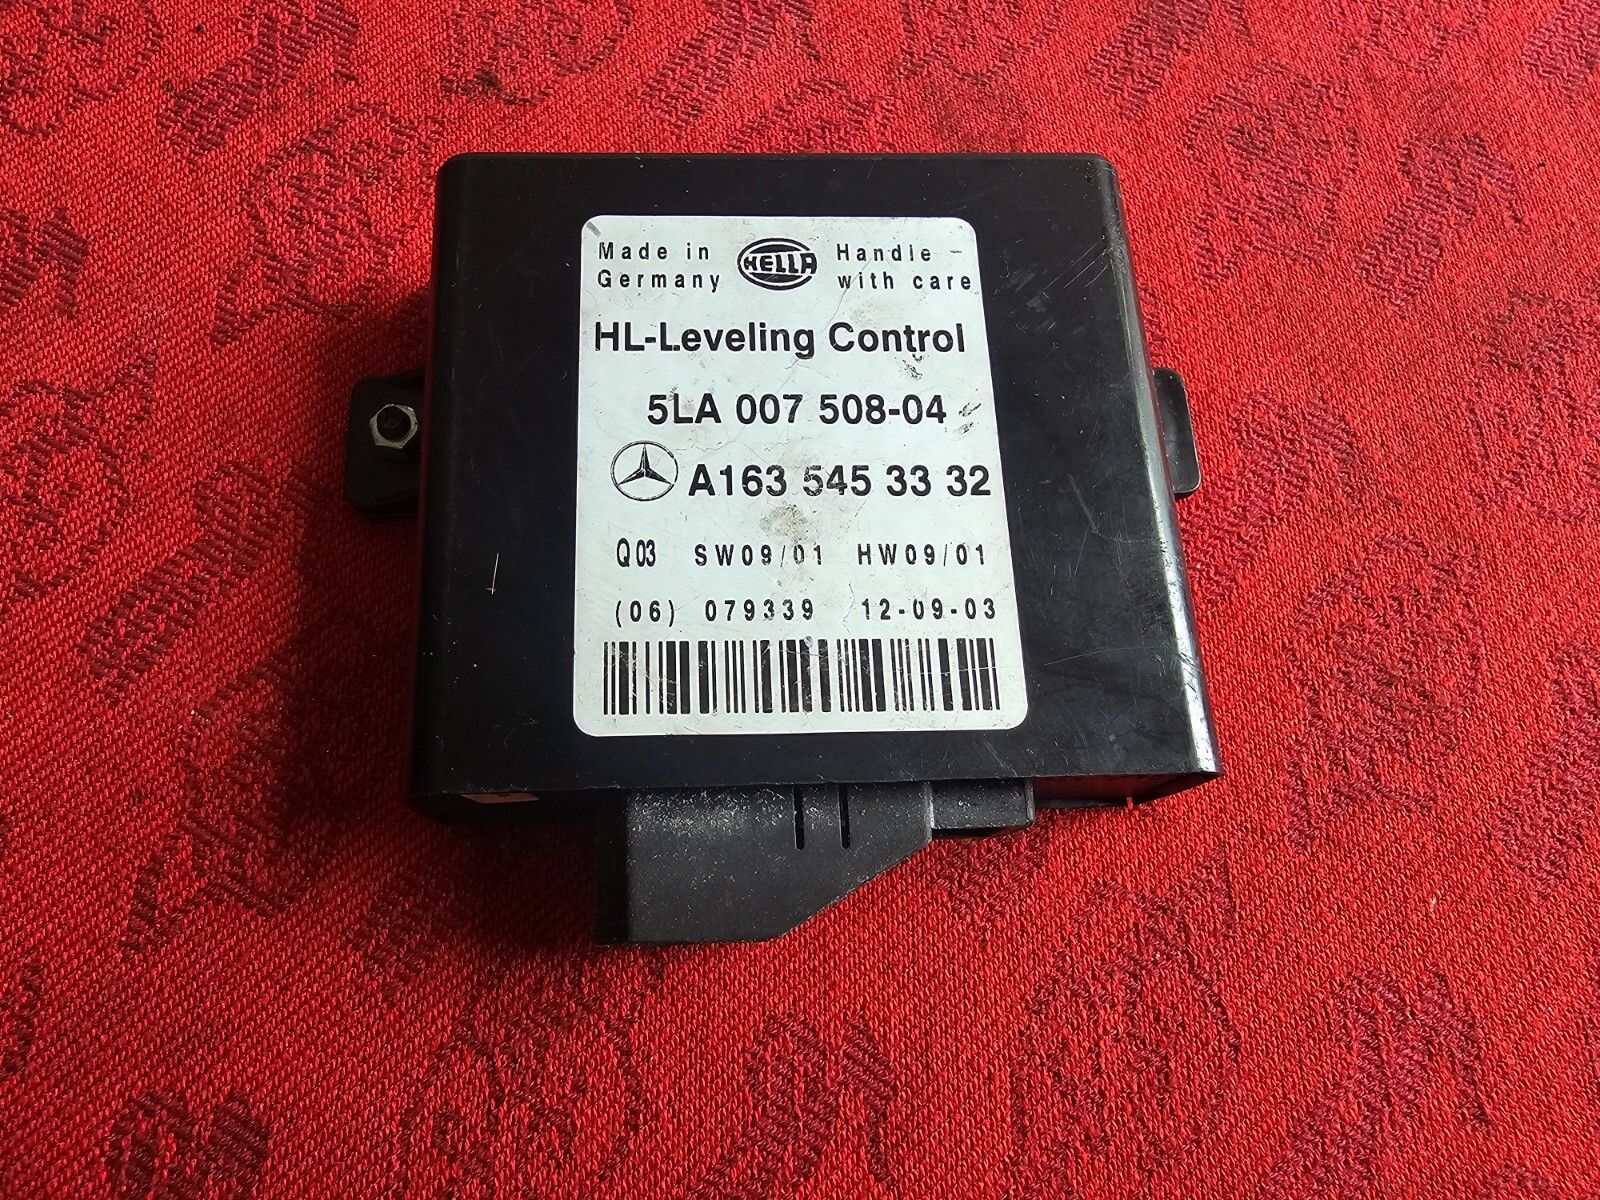 Made in HELLA Handle
Germany with care
HL-Leveling Control
5LA 007 508-04
A163 545 33 32
Q03 SW09/01 HW09/01
(06) 079339 12-09-03